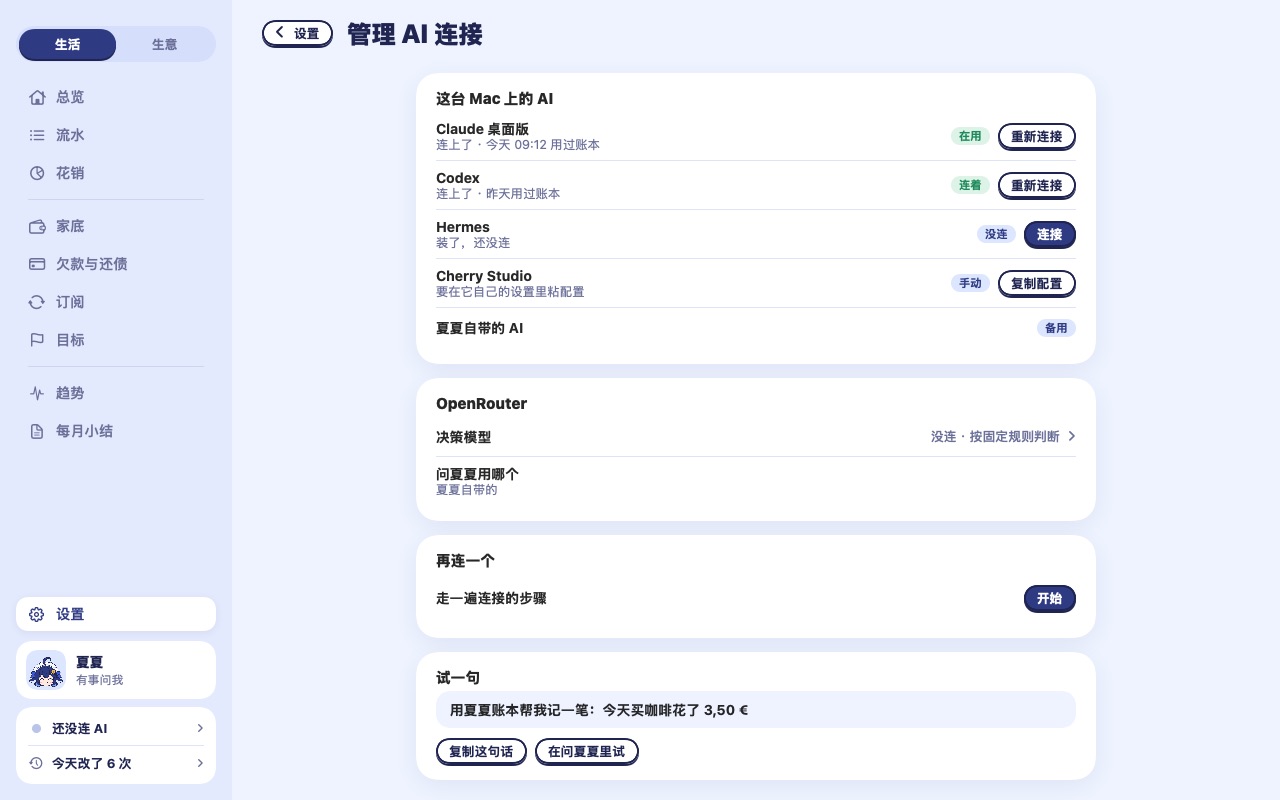 生活
生意
总览
流水
花销
家底
欠款与还债
订阅
目标
趋势
每月小结
设置
夏夏
有事问我
还没连 AI
今天改了 6 次
设置
管理 AI 连接
这台 Mac 上的 AI
Claude 桌面版
连上了 · 今天 09:12 用过账本
在用
重新连接
Codex
连上了 · 昨天用过账本
连着
重新连接
Hermes
装了，还没连
没连
连接
Cherry Studio
要在它自己的设置里粘配置
手动
复制配置
夏夏自带的 AI
备用
OpenRouter
决策模型
没连 · 按固定规则判断
问夏夏用哪个
夏夏自带的
再连一个
走一遍连接的步骤
开始
试一句
用夏夏账本帮我记一笔：今天买咖啡花了 3,50 €
复制这句话
在问夏夏里试